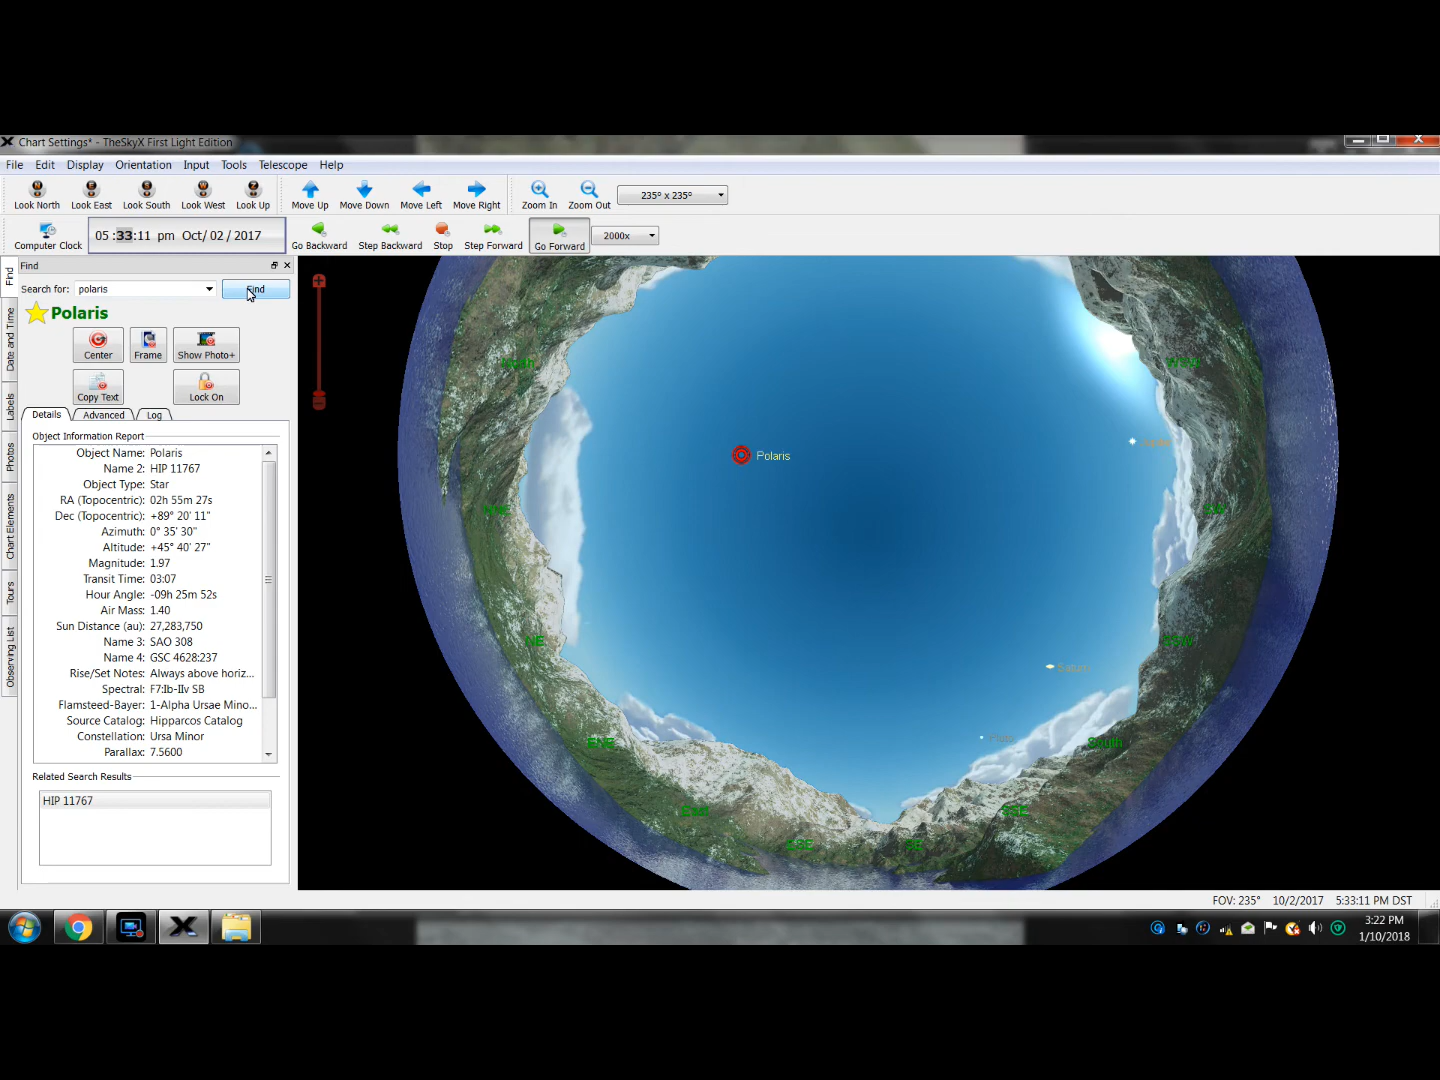 Chart Settings* - TheSkyX First Light Edition
File Edit Display Orientation Input Tools Telescope Help
N E S W Z
Look North Look East Look South Look West Look Up Move Up Move Down Move Left Move Right Zoom In Zoom Out 235° x 235°
Computer Clock 05 :33:11 pm Oct/ 02 / 2017 Go Backward Step Backward Stop Step Forward Go Forward 2000x
Find
Search for: polaris Find
Polaris
Center Frame Show Photo+
Copy Text Lock On
Details Advanced Log
Object Information Report
Object Name: Polaris
Name 2: HIP 11767
Object Type: Star
RA (Topocentric): 02h 55m 27s
Dec (Topocentric): +89° 20' 11"
Azimuth: 0° 35' 30"
Altitude: +45° 40' 27"
Magnitude: 1.97
Transit Time: 03:07
Hour Angle: -09h 25m 52s
Air Mass: 1.40
Sun Distance (au): 27,283,750
Name 3: SAO 308
Name 4: GSC 4628:237
Rise/Set Notes: Always above horiz...
Spectral: F7:Ib-IIv SB
Flamsteed-Bayer: 1-Alpha Ursae Mino...
Source Catalog: Hipparcos Catalog
Constellation: Ursa Minor
Parallax: 7.5600
Related Search Results
HIP 11767
Find
Date and Time
Labels
Photos
Chart Elements
Tours
Observing List
North
Polaris
NE
Saturn
SSW
ENE
South
East
SSE
ESE
SE
FOV: 235° 10/2/2017 5:33:11 PM DST
3:22 PM
1/10/2018